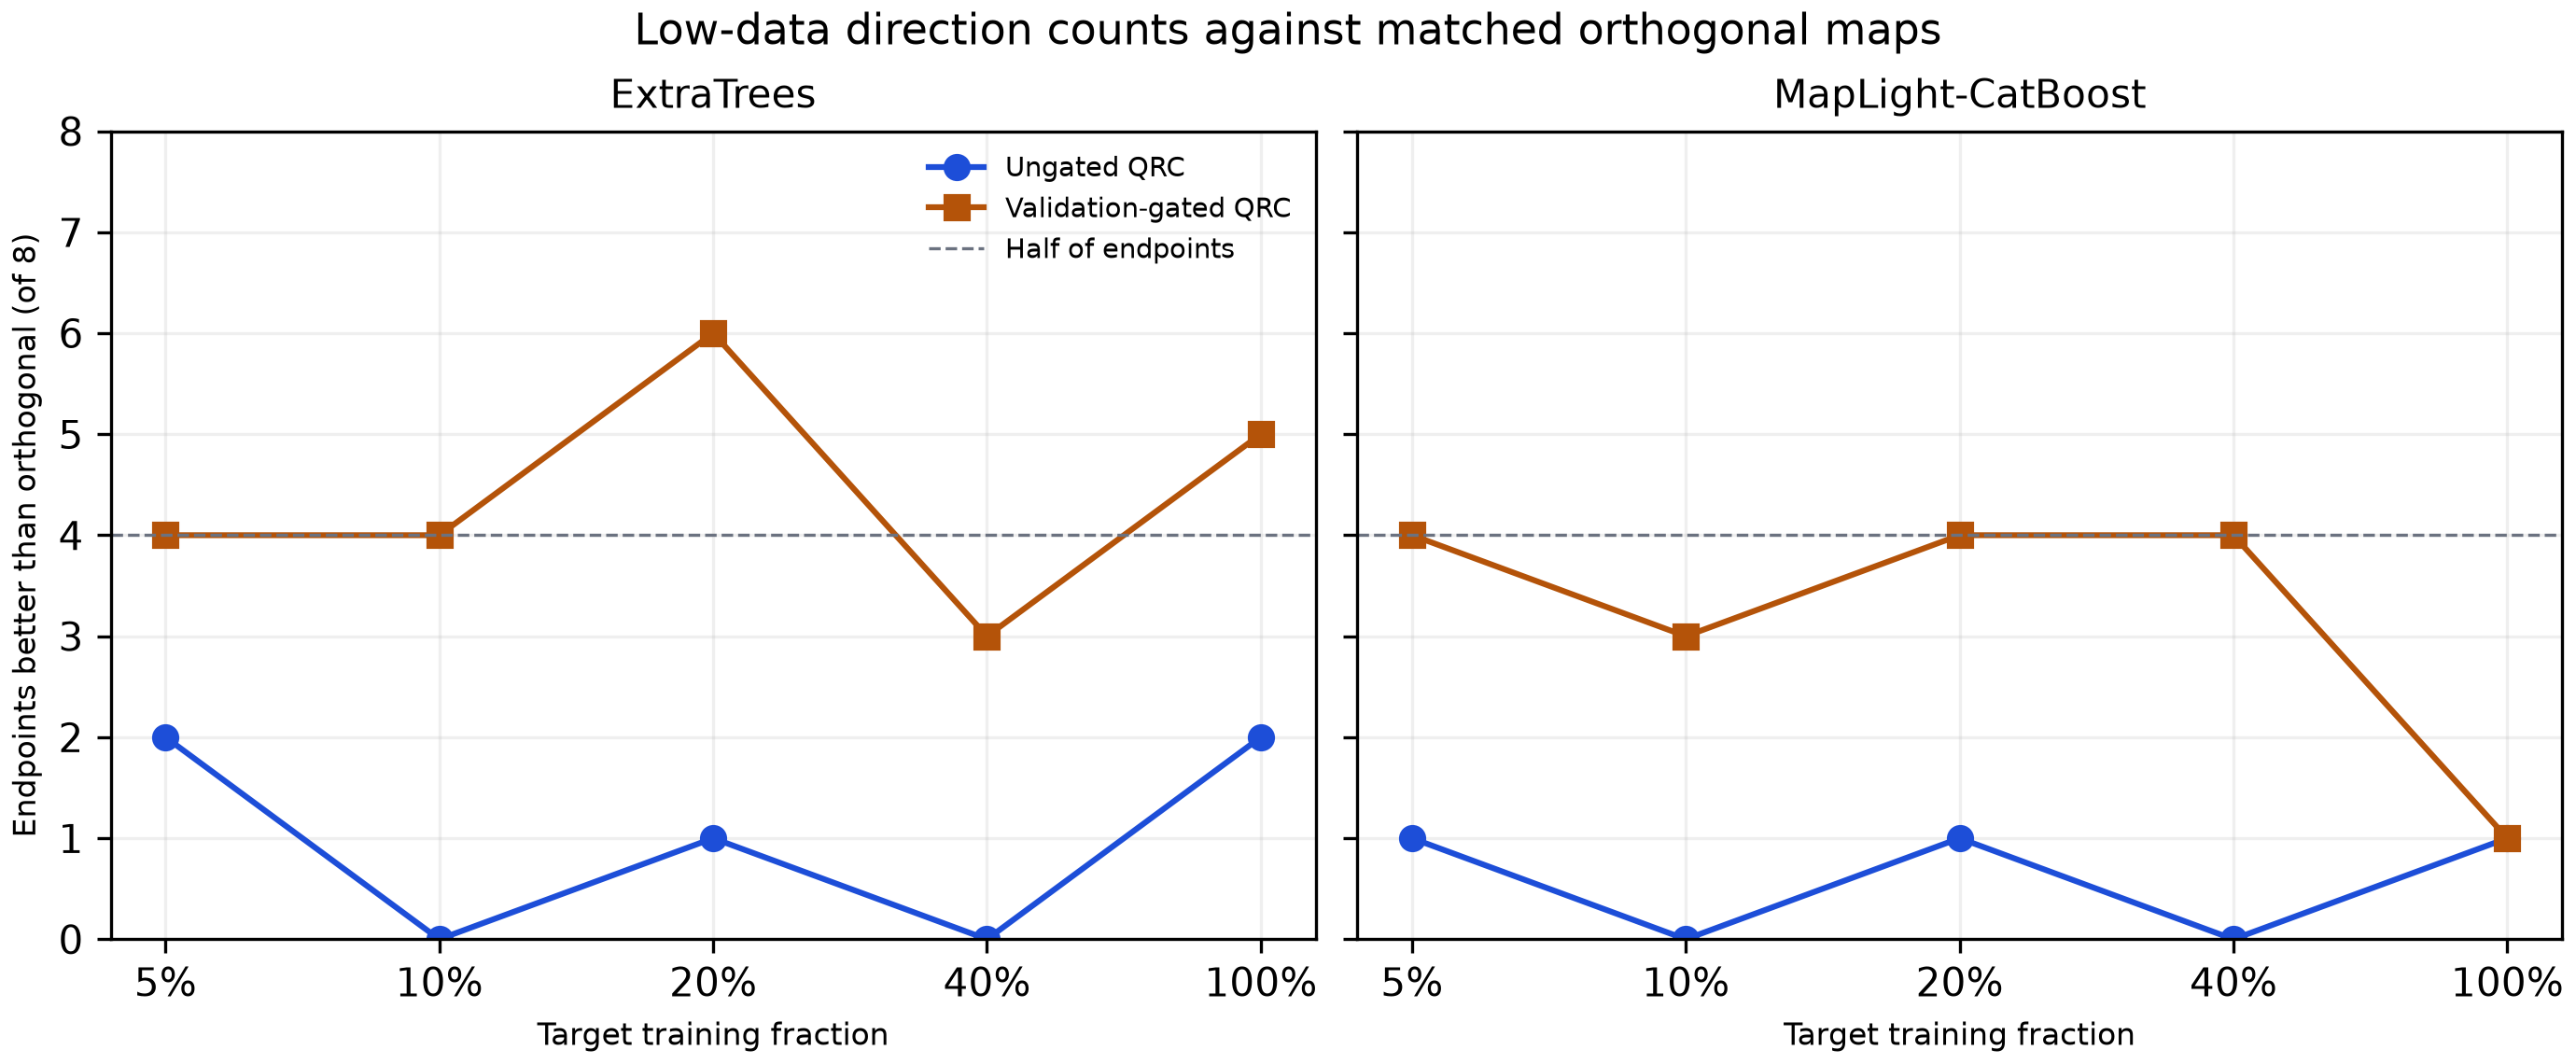 Low-data direction counts against matched orthogonal maps
ExtraTrees
Endpoints better than orthogonal (of 8)
8
7
6
5
4
3
2
1
0
Ungated QRC
Validation-gated QRC
Half of endpoints
5%
10%
20%
40%
100%
Target training fraction
MapLight-CatBoost
5%
10%
20%
40%
100%
Target training fraction